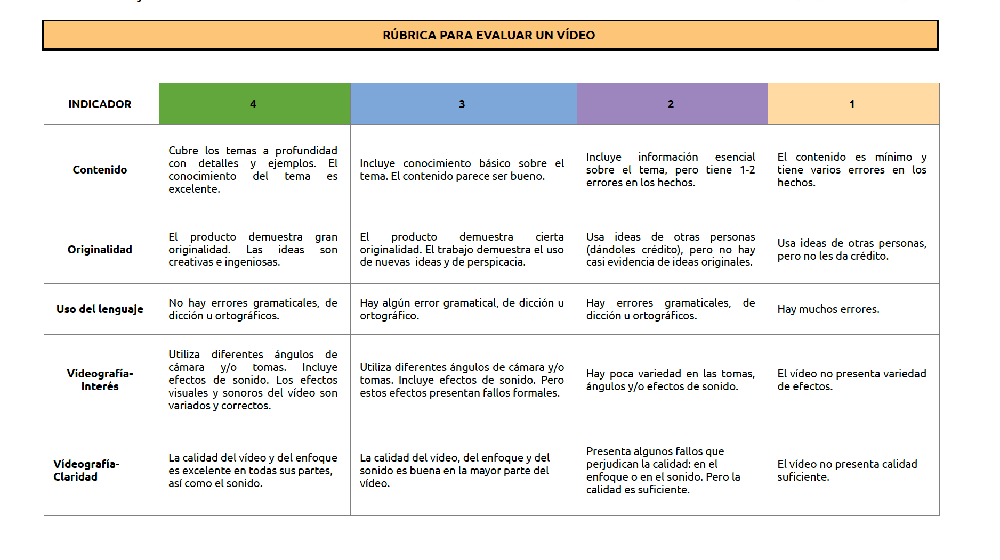 RÚBRICA PARA EVALUAR UN VÍDEO
INDICADOR
4
3
2
1
Contenido
Cubre los temas a profundidad
con detalles y ejemplos. El
conocimiento del tema es
excelente.
Incluye conocimiento básico sobre el
tema. El contenido parece ser bueno.
Incluye información esencial
sobre el tema, pero tiene 1-2
errores en los hechos.
El contenido es mínimo y
tiene varios errores en los
hechos.
Originalidad
El producto demuestra gran
originalidad. Las ideas son
creativas e ingeniosas.
El producto demuestra cierta
originalidad. El trabajo demuestra el uso
de nuevas ideas y de perspicacia.
Usa ideas de otras personas
(dándoles crédito), pero no hay
casi evidencia de ideas originales.
Usa ideas de otras personas,
pero no les da crédito.
Uso del lenguaje
No hay errores gramaticales, de
dicción u ortográficos.
Hay algún error gramatical, de dicción u
ortográfico.
Hay errores gramaticales, de
dicción u ortográficos.
Hay muchos errores.
Videografía-
Interés
Utiliza diferentes ángulos de
cámara y/o tomas. Incluye
efectos de sonido. Los efectos
visuales y sonoros del vídeo son
variados y correctos.
Utiliza diferentes ángulos de cámara y/o
tomas. Incluye efectos de sonido. Pero
estos efectos presentan fallos formales.
Hay poca variedad en las tomas,
ángulos y/o efectos de sonido.
El vídeo no presenta variedad
de efectos.
Vídeografía-
Claridad
La calidad del vídeo y del enfoque
es excelente en todas sus partes,
así como el sonido.
La calidad del vídeo, del enfoque y del
sonido es buena en la mayor parte del
vídeo.
Presenta algunos fallos que
perjudican la calidad: en el
enfoque o en el sonido. Pero la
calidad es suficiente.
El vídeo no presenta calidad
suficiente.